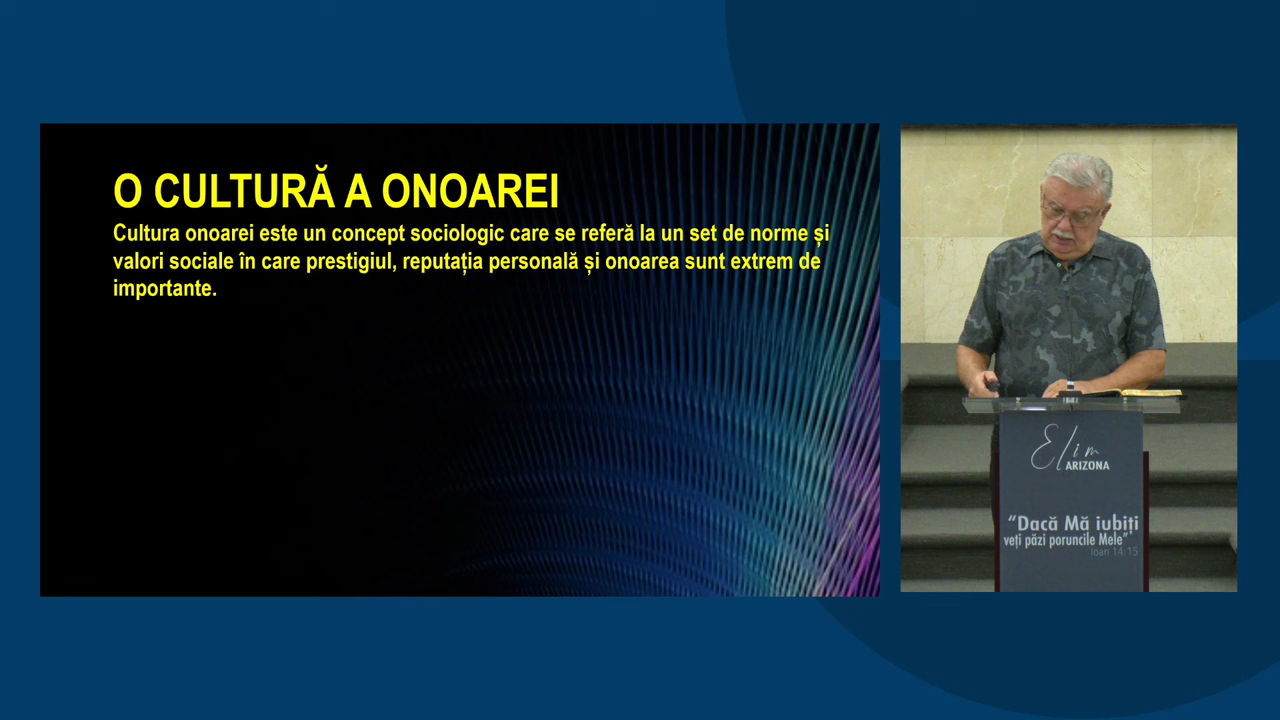 O CULTURĂ A ONOAREI
Cultura onoarei este un concept sociologic care se referă la un set de norme și
valori sociale în care prestigiul, reputația personală și onoarea sunt extrem de
importante.
Elim
ARIZONA
“Dacă Mă iubiți
veți păzi poruncile Mele”
Ioan 14:15